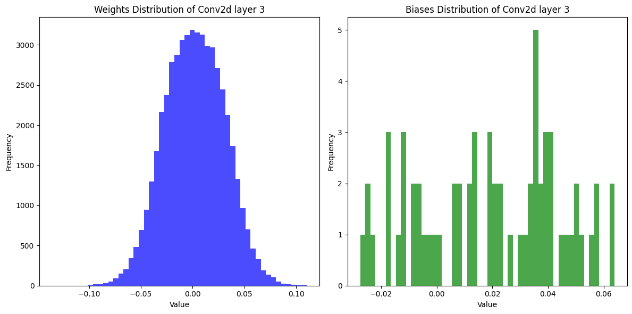 Weights Distribution of Conv2d layer 3
Frequency
3000
2500
2000
1500
1000
500
0
−0.10 −0.05 0.00 0.05 0.10
Value
Biases Distribution of Conv2d layer 3
Frequency
5
4
3
2
1
0
−0.02 0.00 0.02 0.04 0.06
Value